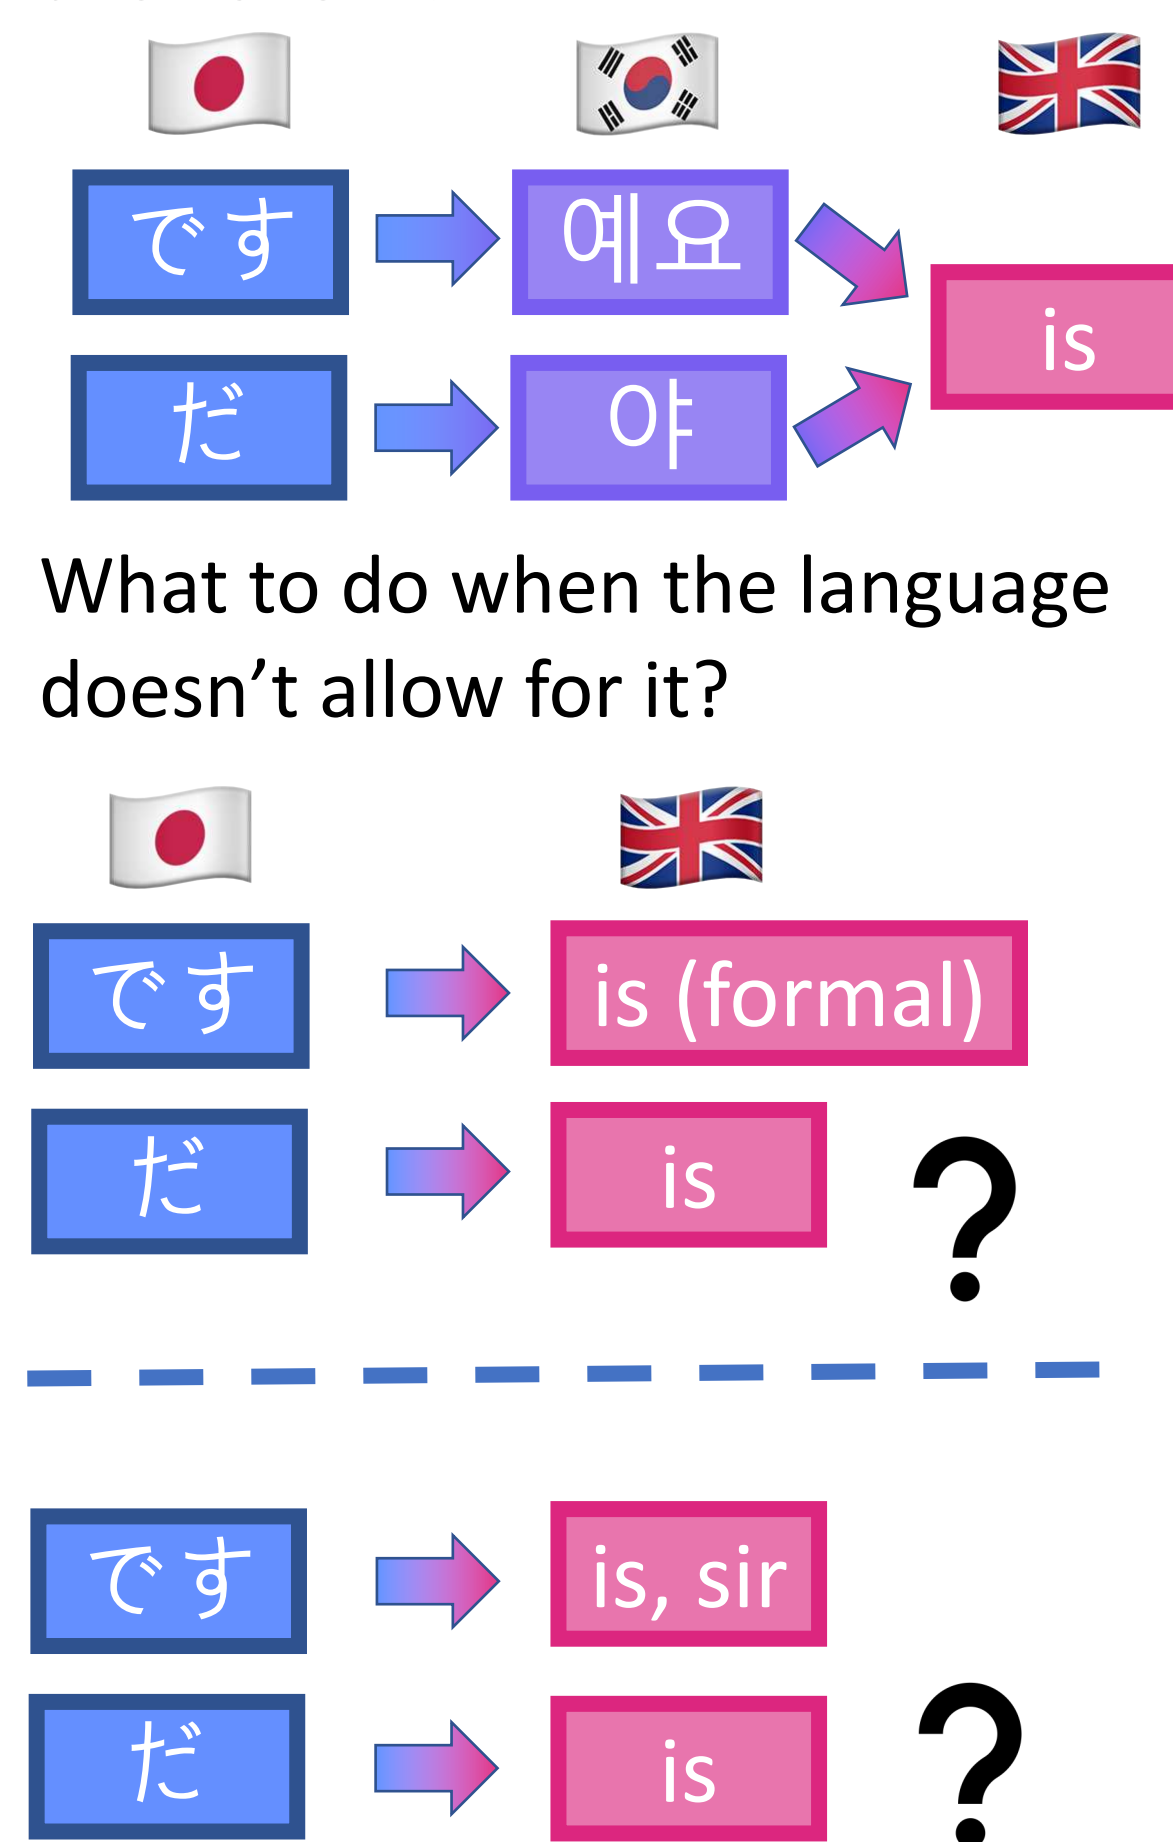 です
예요
is
だ
야
What to do when the language
doesn't allow for it?
です
is (formal)
だ
is
?
です
is, sir
だ
is
?